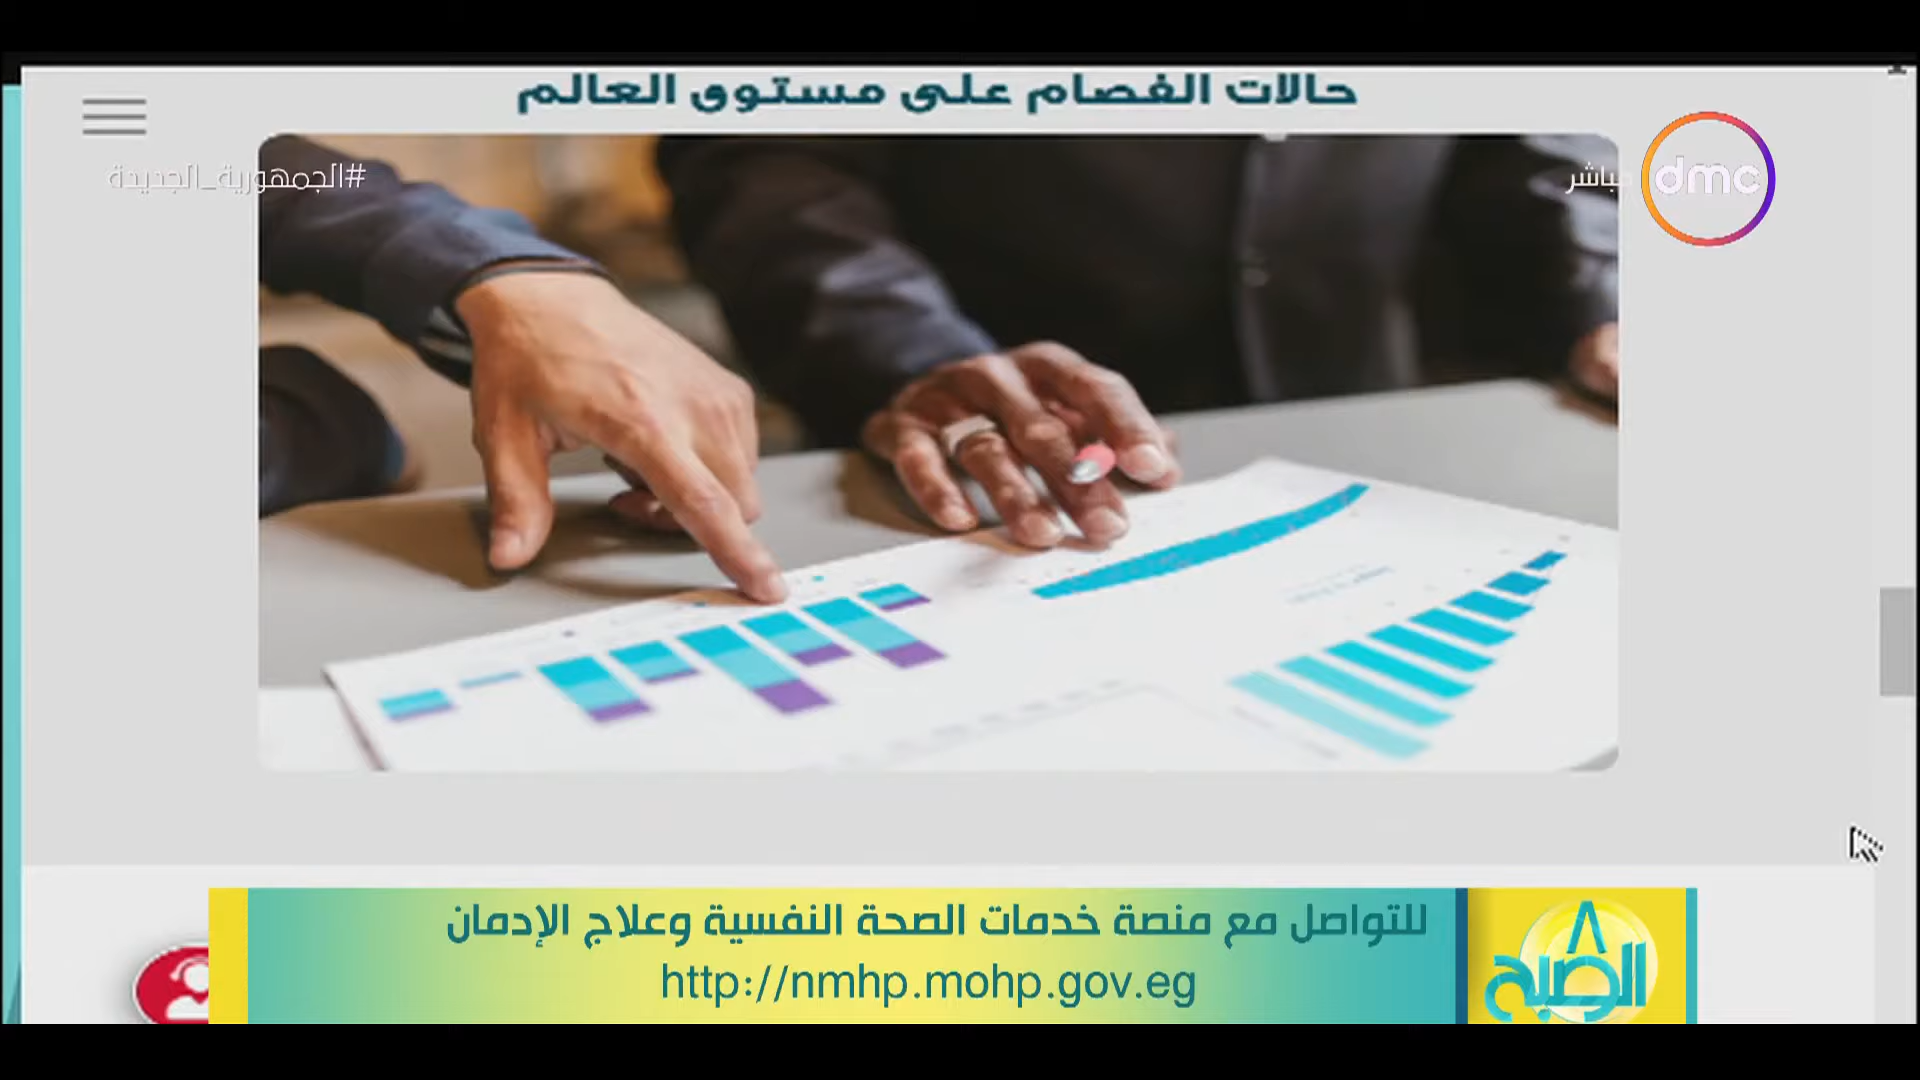 حالات الفصام على مستوى العالم
#الجمهورية_الجديدة
مباشر
dmc
للتواصل مع منصة خدمات الصحة النفسية وعلاج الإدمان
http://nmhp.mohp.gov.eg
٨ الصبح